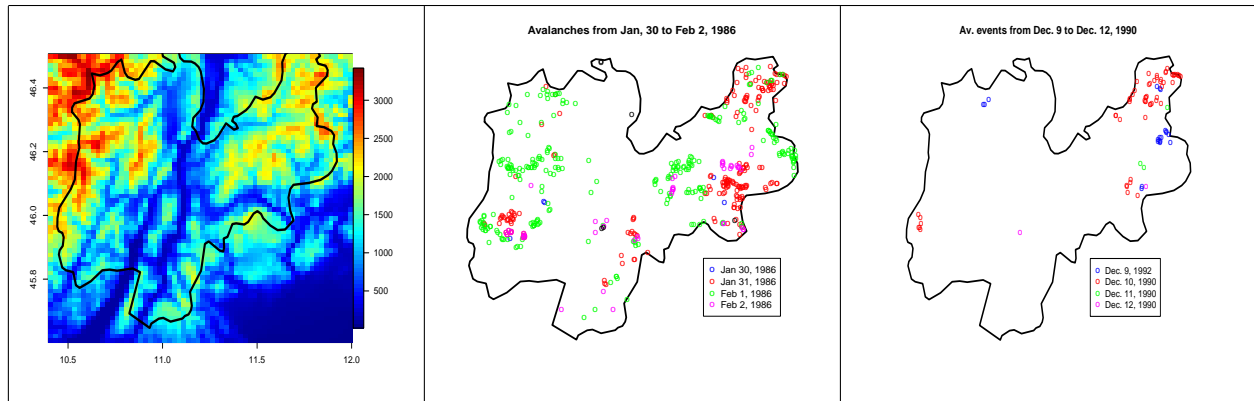 46.4
46.2
46.0
45.8
10.5
11.0
11.5
12.0
3000
2500
2000
1500
1000
500
Avalanches from Jan, 30 to Feb 2, 1986
Jan 30, 1986
Jan 31, 1986
Feb 1, 1986
Feb 2, 1986
Av. events from Dec. 9 to Dec. 12, 1990
Dec. 9, 1992
Dec. 10, 1990
Dec. 11, 1990
Dec. 12, 1990